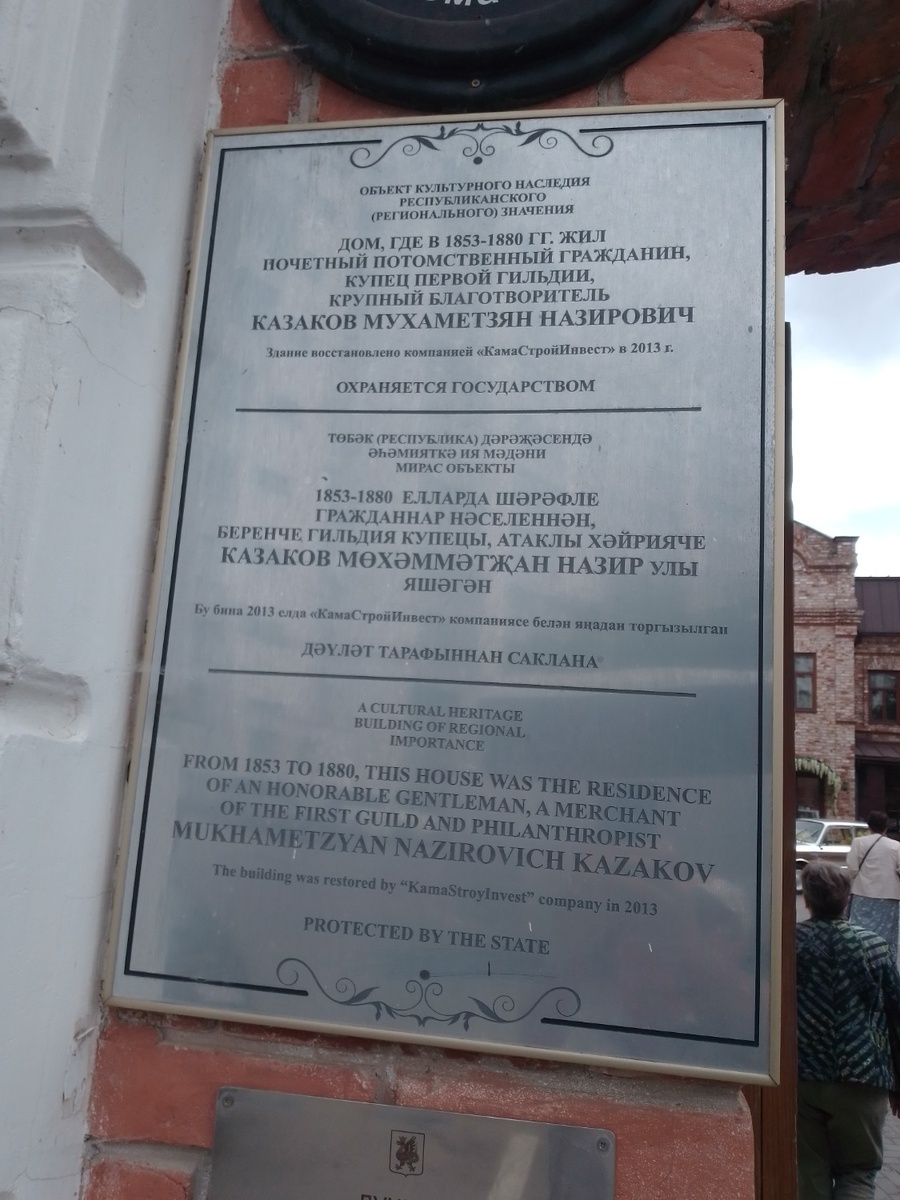 ОБЪЕКТ КУЛЬТУРНОГО НАСЛЕДИЯ
РЕСПУБЛИКАНСКОГО
(РЕГИОНАЛЬНОГО) ЗНАЧЕНИЯ
ДОМ, ГДЕ В 1853-1880 ГГ. ЖИЛ
ПОЧЕТНЫЙ ПОТОМСТВЕННЫЙ ГРАЖДАНИН,
КУПЕЦ ПЕРВОЙ ГИЛЬДИИ,
КРУПНЫЙ БЛАГОТВОРИТЕЛЬ
КАЗАКОВ МУХАМЕТЗЯН НАЗИРОВИЧ
Здание восстановлено компанией «КамаСтройИнвест» в 2013 г.
ОХРАНЯЕТСЯ ГОСУДАРСТВОМ
ТӨБӘК (РЕСПУБЛИКА) ДӘРӘҖӘСЕНДӘ
ӘҺӘМИЯТКӘ ИЯ МӘДӘНИ
МИРАС ОБЪЕКТЫ
1853-1880 ЕЛЛАРДА ШӘРӘФЛЕ
ГРАЖДАННАР НӘСЕЛЕННӘН,
БЕРЕНЧЕ ГИЛЬДИЯ КУПЕЦЫ, АТАКЛЫ ХӘЙРИЯЧЕ
КАЗАКОВ МӨХӘММӘТҖАН НАЗИР УЛЫ
ЯШӘГӘН
Бу бина 2013 елда «КамаСтройИнвест» компаниясе белән яңадан торгызылган
ДӘҮЛӘТ ТАРАФЫННАН САКЛАНА
A CULTURAL HERITAGE
BUILDING OF REGIONAL
IMPORTANCE
FROM 1853 TO 1880, THIS HOUSE WAS THE RESIDENCE
OF AN HONORABLE GENTLEMAN, A MERCHANT
OF THE FIRST GUILD AND PHILANTHROPIST
MUKHAMETZYAN NAZIROVICH KAZAKOV
The building was restored by “KamaStroyInvest” company in 2013
PROTECTED BY THE STATE